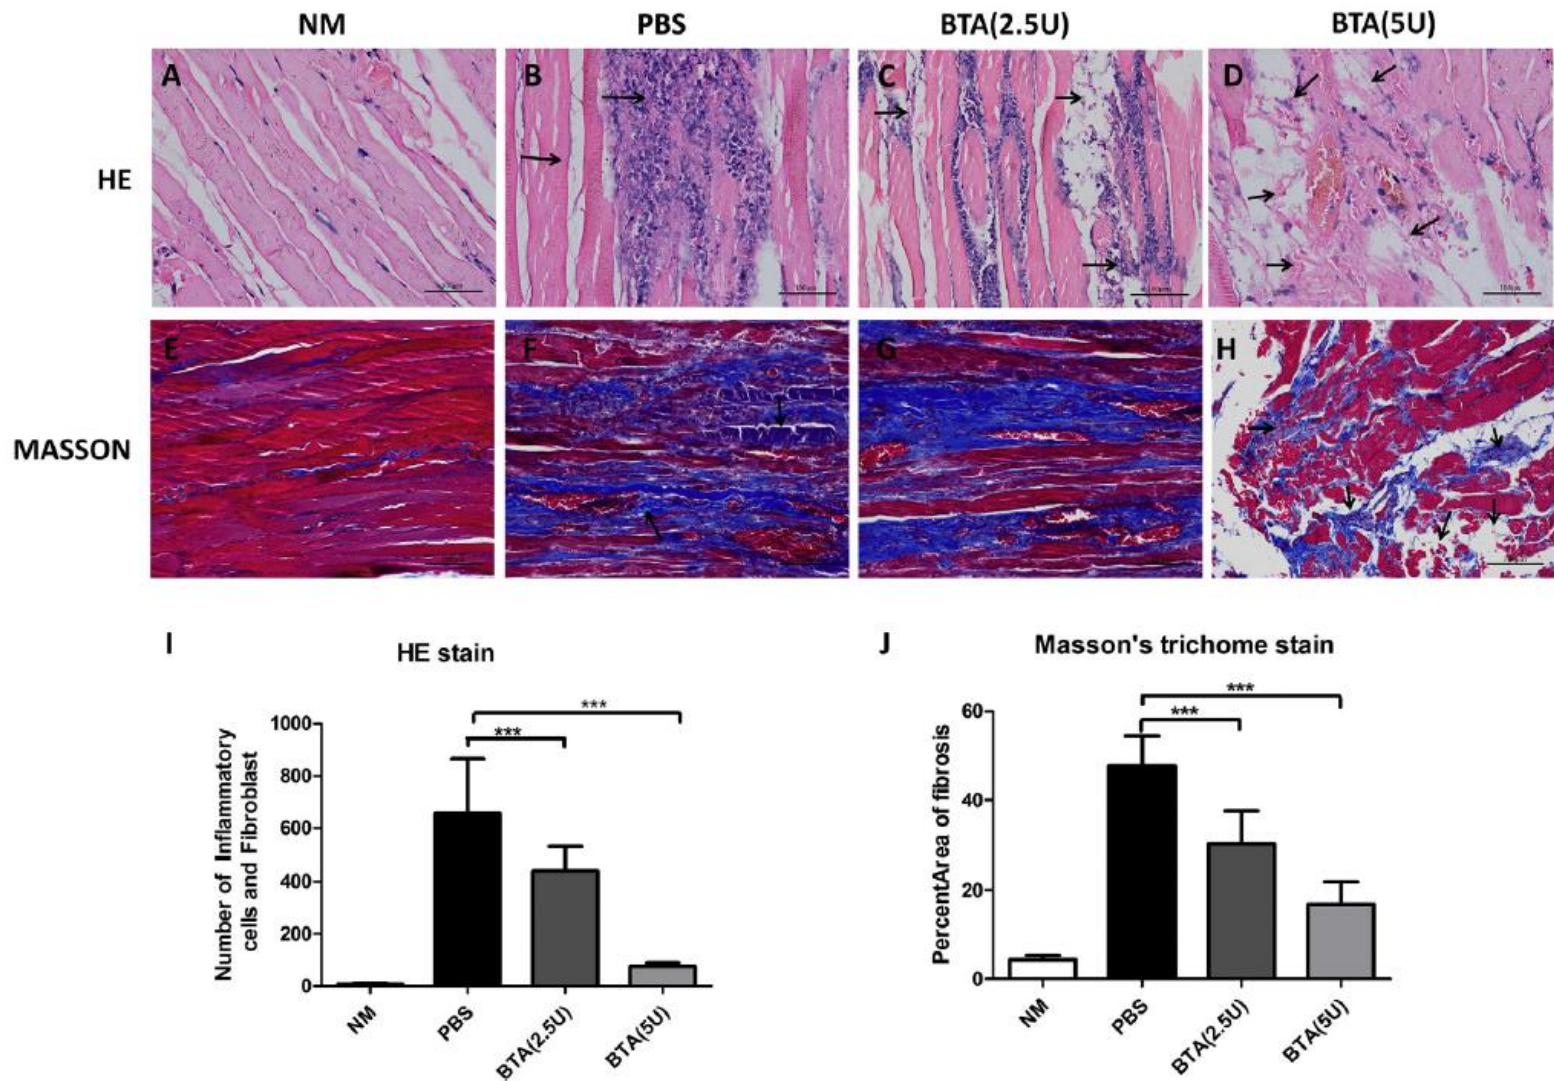 NM PBS BTA(2.5U) BTA(5U)
HE
A B C D
MASSON
E F G H
I
HE stain
Number of Inflammatory
cells and Fibroblast
1000
800
600
400
200
0
***
***
NM PBS BTA(2.5U) BTA(5U)
J
Masson's trichome stain
PercentArea of fibrosis
60
40
20
0
***
***
NM PBS BTA(2.5U) BTA(5U)